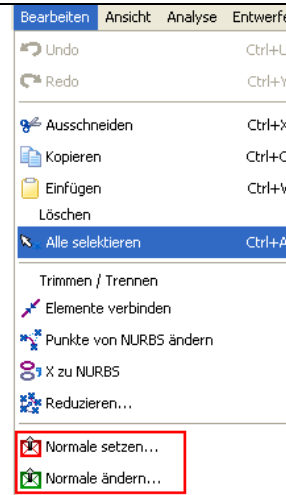 Bearbeiten Ansicht Analyse Entwerfe
Undo Ctrl+U
Redo Ctrl+Y
Ausschneiden Ctrl+X
Kopieren Ctrl+C
Einfügen Ctrl+V
Löschen
Alle selektieren Ctrl+A
Trimmen / Trennen
Elemente verbinden
Punkte von NURBS ändern
X zu NURBS
Reduzieren...
Normale setzen...
Normale ändern...